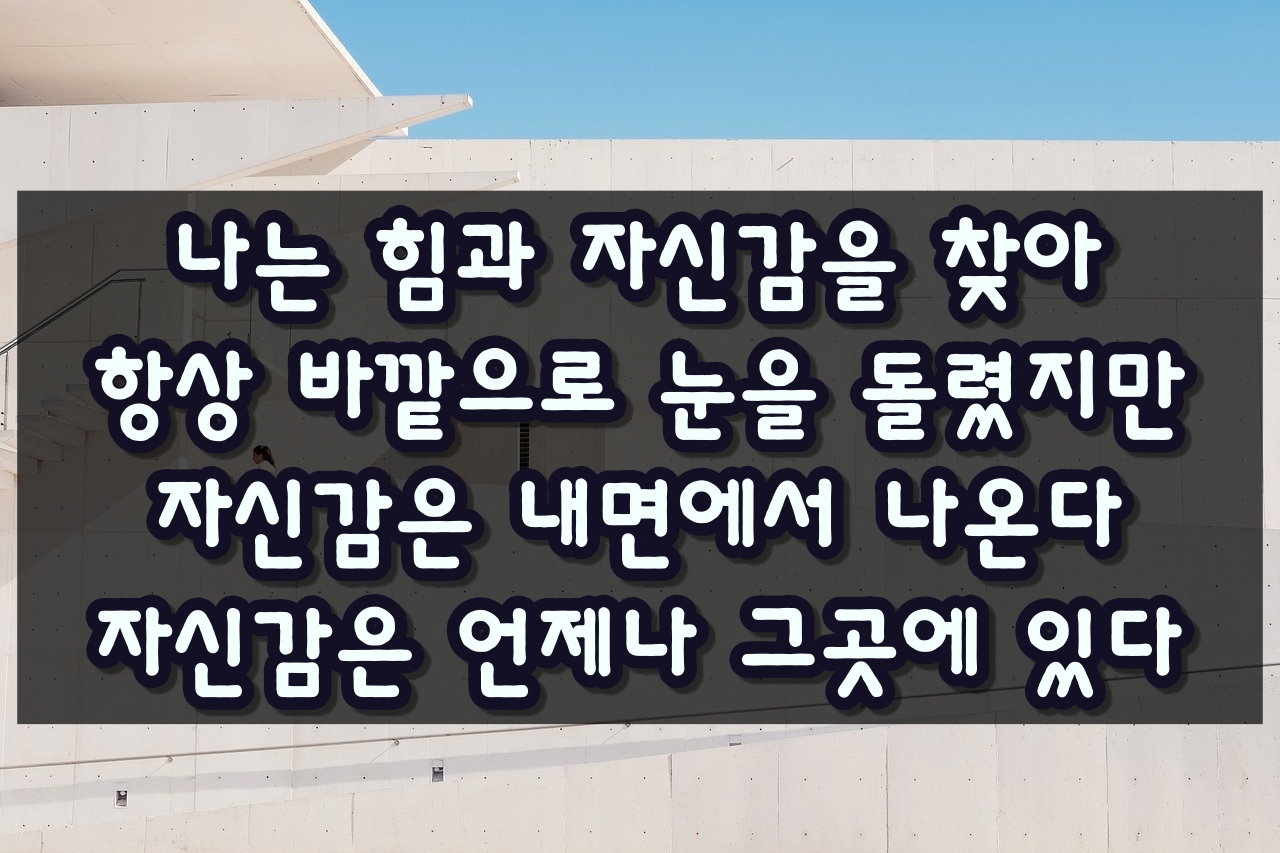 나는 힘과 자신감을 찾아
항상 바깥으로 눈을 돌렸지만
자신감은 내면에서 나온다
자신감은 언제나 그곳에 있다